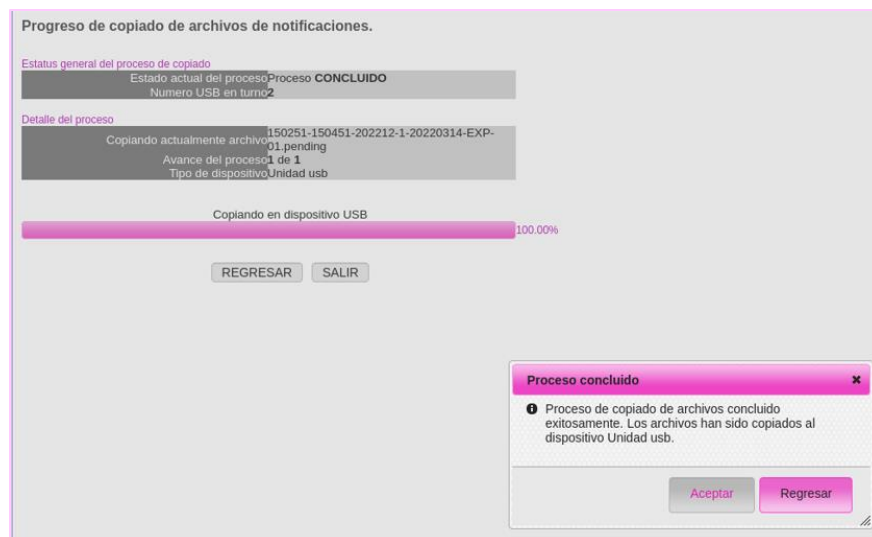 Progreso de copiado de archivos de notificaciones.
Estatus general del proceso de copiado
Estado actual del proceso Proceso CONCLUIDO
Numero USB en turno 2
Detalle del proceso
Copiando actualmente archivo 150251-150451-202212-1-20220314-EXP-
01.pending
Avance del proceso 1 de 1
Tipo de dispositivo Unidad usb
Copiando en dispositivo USB
100.00%
REGRESAR SALIR
Proceso concluido
Proceso de copiado de archivos concluido
exitosamente. Los archivos han sido copiados al
dispositivo Unidad usb.
Aceptar Regresar